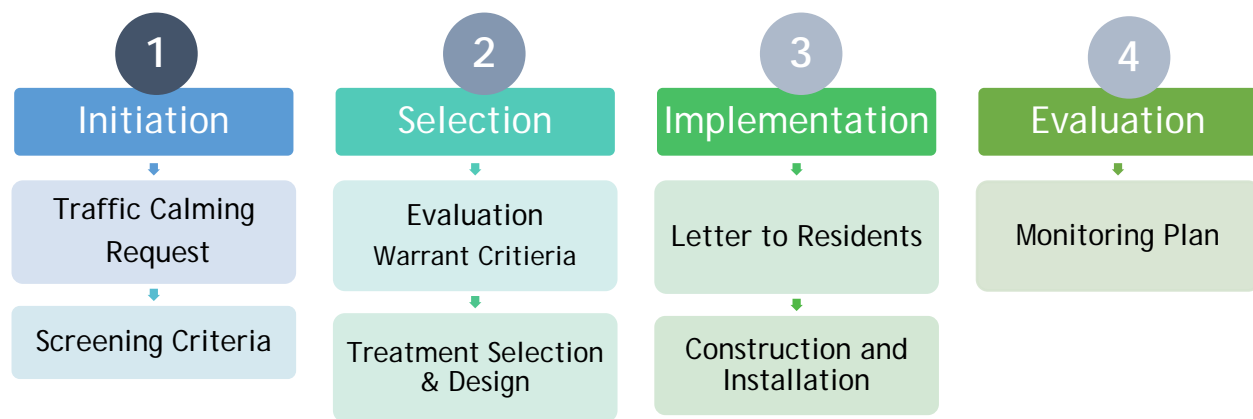 1
Initiation
Traffic Calming
Request
Screening Criteria
2
Selection
Evaluation
Warrant Critieria
Treatment Selection
& Design
3
Implementation
Letter to Residents
Construction and
Installation
4
Evaluation
Monitoring Plan